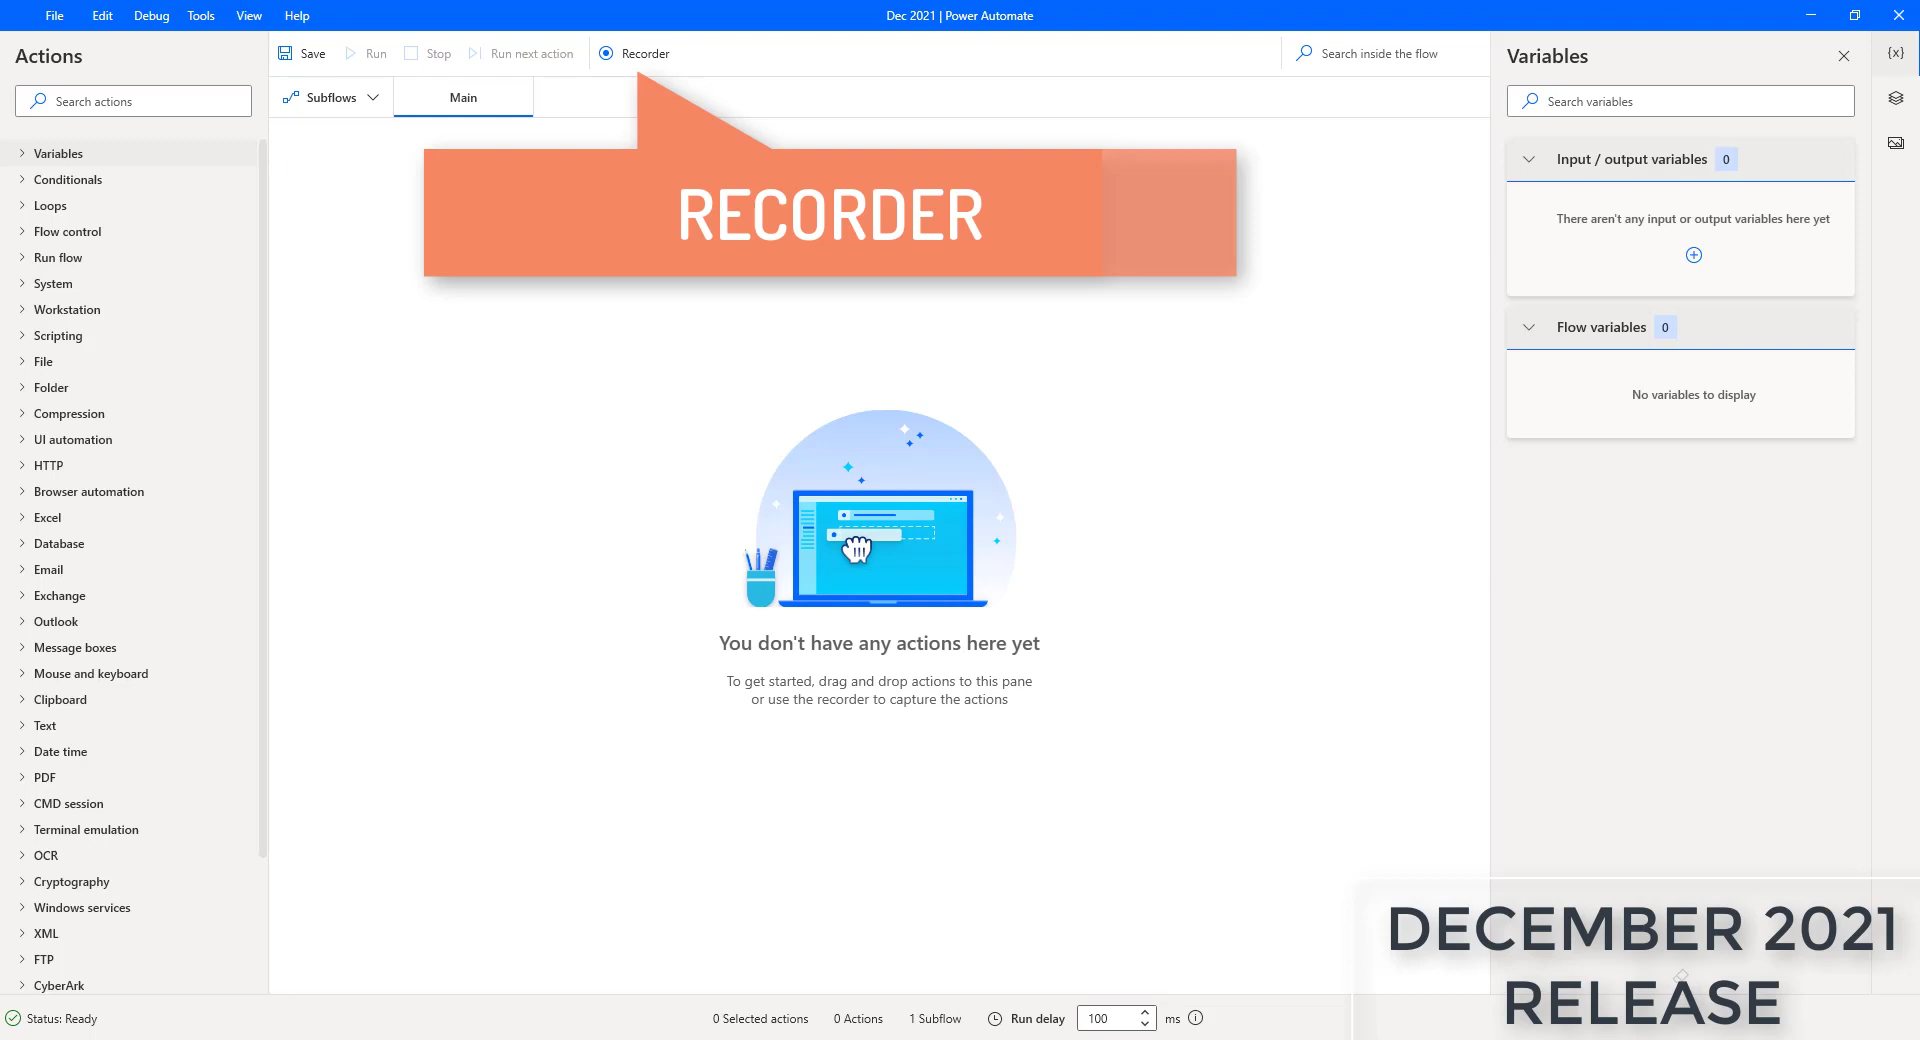 File Edit Debug Tools View Help
Dec 2021 | Power Automate
Actions
Search actions
Variables
Conditionals
Loops
Flow control
Run flow
System
Workstation
Scripting
File
Folder
Compression
UI automation
HTTP
Browser automation
Excel
Database
Email
Exchange
Outlook
Message boxes
Mouse and keyboard
Clipboard
Text
Date time
PDF
CMD session
Terminal emulation
OCR
Cryptography
Windows services
XML
FTP
CyberArk
Save Run Stop Run next action Recorder
Search inside the flow
Subflows Main
RECORDER
You don't have any actions here yet
To get started, drag and drop actions to this pane
or use the recorder to capture the actions
Variables
{x}
Search variables
Input / output variables 0
There aren't any input or output variables here yet
Flow variables 0
No variables to display
DECEMBER 2021
RELEASE
Status: Ready
0 Selected actions 0 Actions 1 Subflow Run delay 100 ms